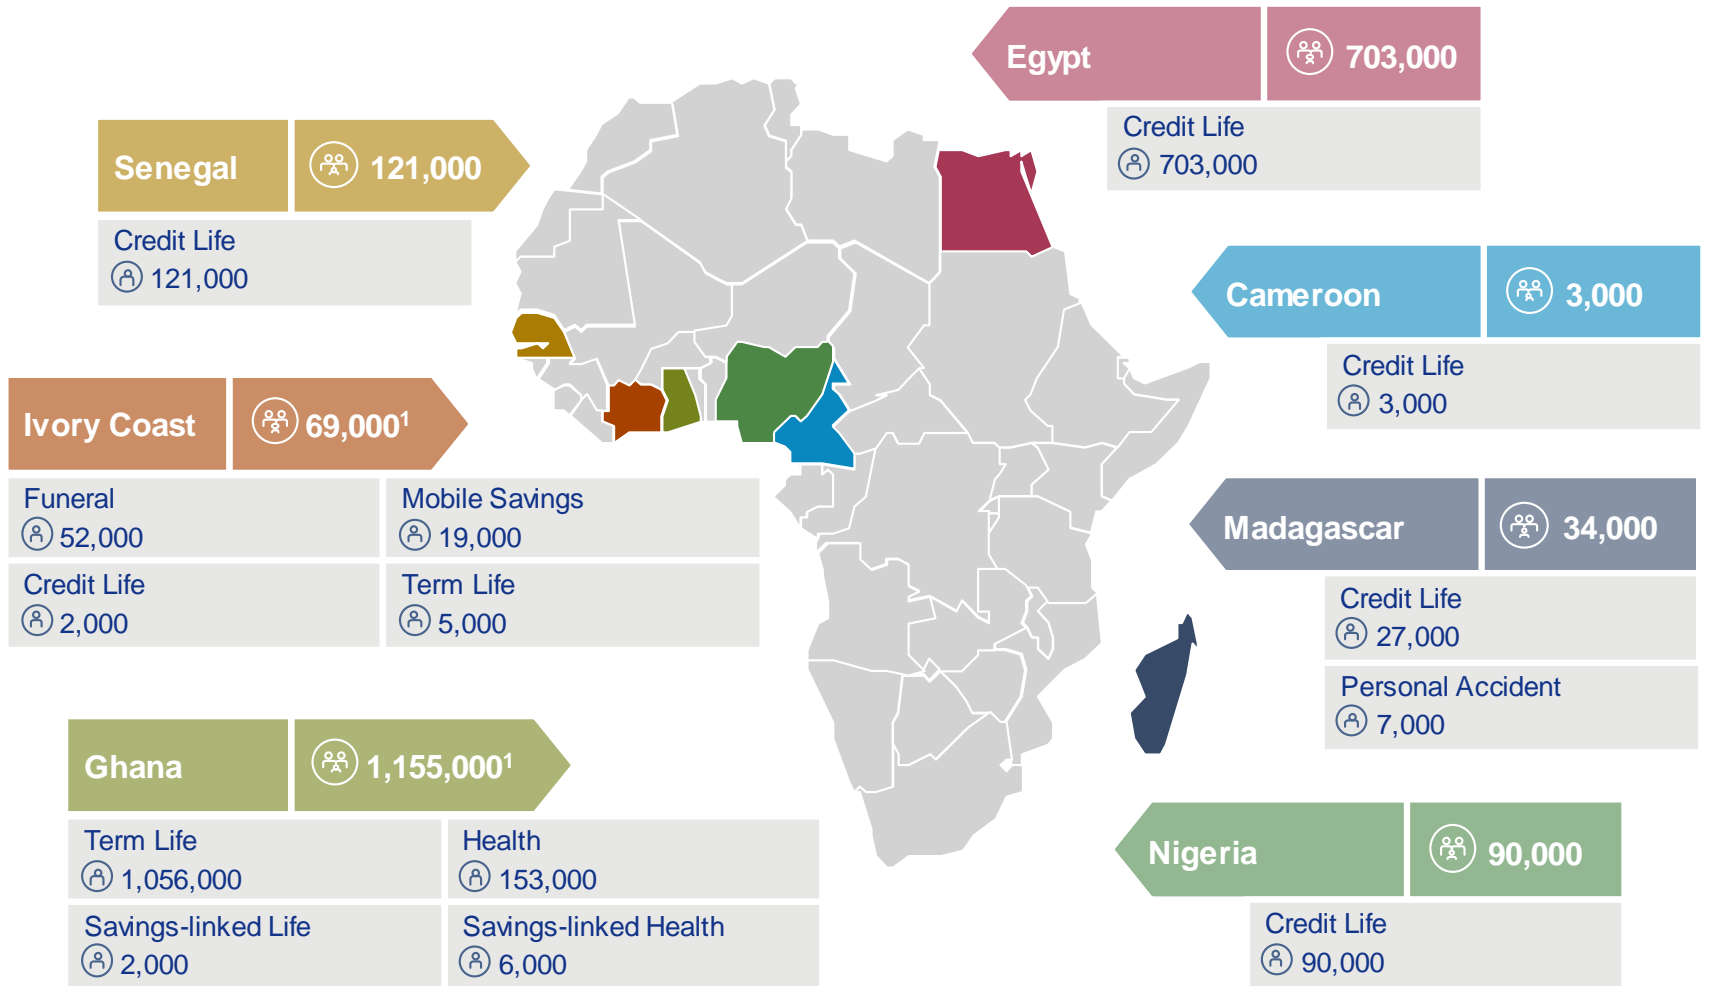 Egypt
703,000
Credit Life
703,000
Senegal
121,000
Credit Life
121,000
Cameroon
3,000
Credit Life
3,000
Ivory Coast
69,000¹
Funeral
52,000
Mobile Savings
19,000
Credit Life
2,000
Term Life
5,000
Madagascar
34,000
Credit Life
27,000
Personal Accident
7,000
Ghana
1,155,000¹
Term Life
1,056,000
Health
153,000
Savings-linked Life
2,000
Savings-linked Health
6,000
Nigeria
90,000
Credit Life
90,000